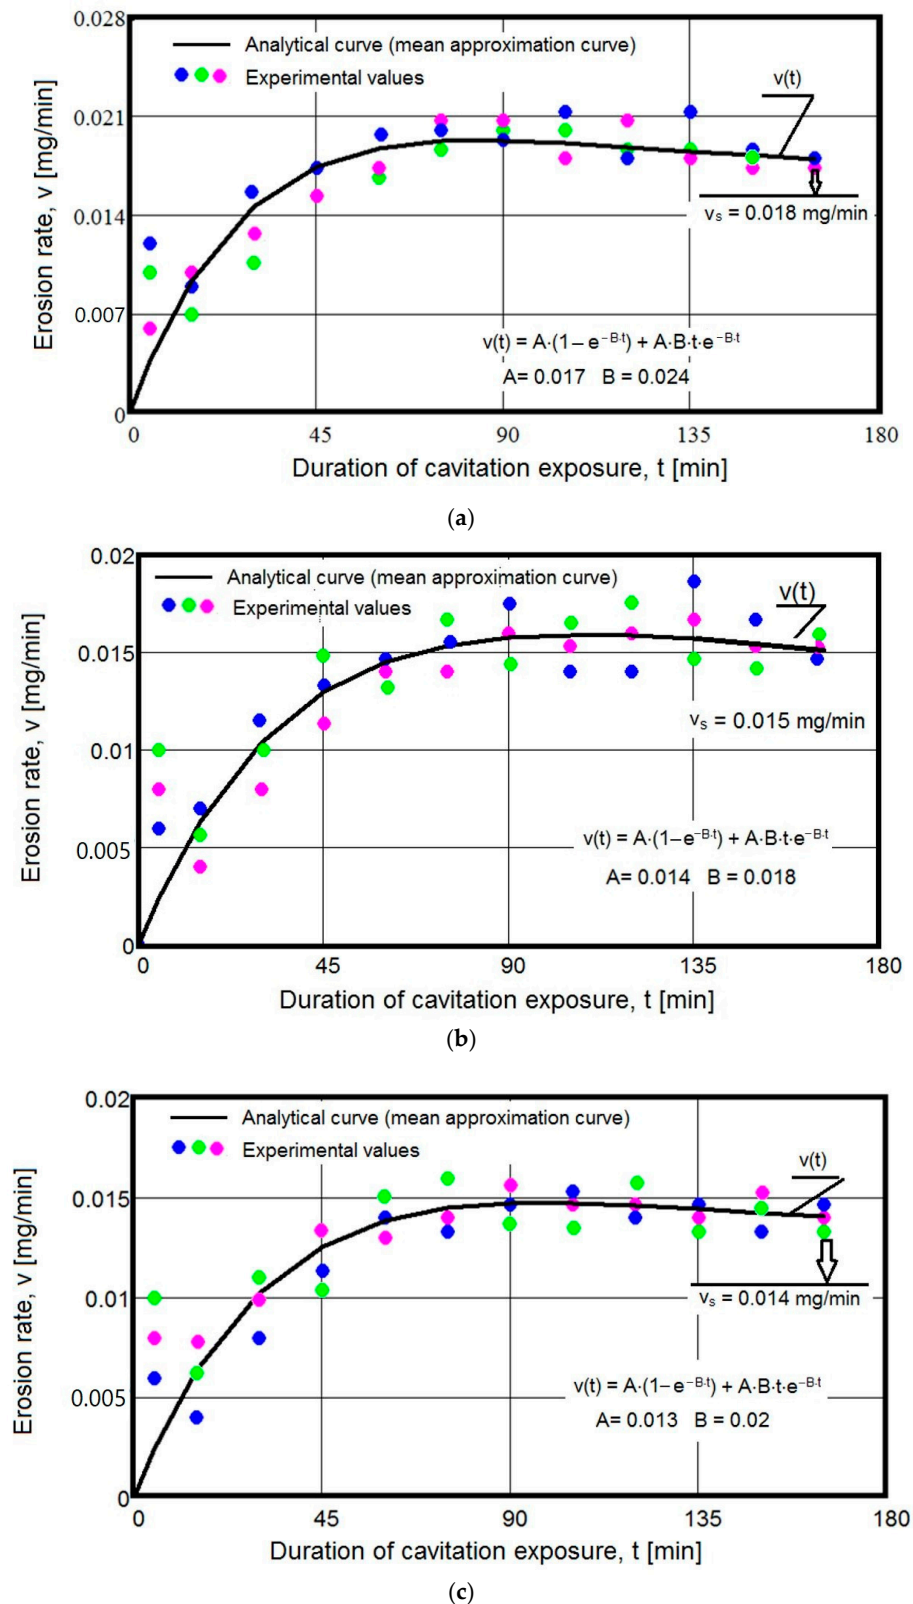 0.028
Analytical curve (mean approximation curve)
Experimental values
v(t)
0.021
0.014
vs = 0.018 mg/min
0.007
v(t) = A·(1–e–B·t) + A·B·t·e–B·t
A= 0.017 B = 0.024
0
0 45 90 135 180
Erosion rate, v [mg/min]
Duration of cavitation exposure, t [min]
(a)
0.02
Analytical curve (mean approximation curve)
Experimental values
v(t)
0.015
vs = 0.015 mg/min
0.01
v(t) = A·(1–e–B·t) + A·B·t·e–B·t
0.005
A= 0.014 B = 0.018
0
0 45 90 135 180
Erosion rate, v [mg/min]
Duration of cavitation exposure, t [min]
(b)
0.02
Analytical curve (mean approximation curve)
Experimental values
v(t)
0.015
0.01
vs = 0.014 mg/min
v(t) = A·(1–e–B·t) + A·B·t·e–B·t
0.005
A= 0.013 B = 0.02
0
0 45 90 135 180
Erosion rate, v [mg/min]
Duration of cavitation exposure, t [min]
(c)